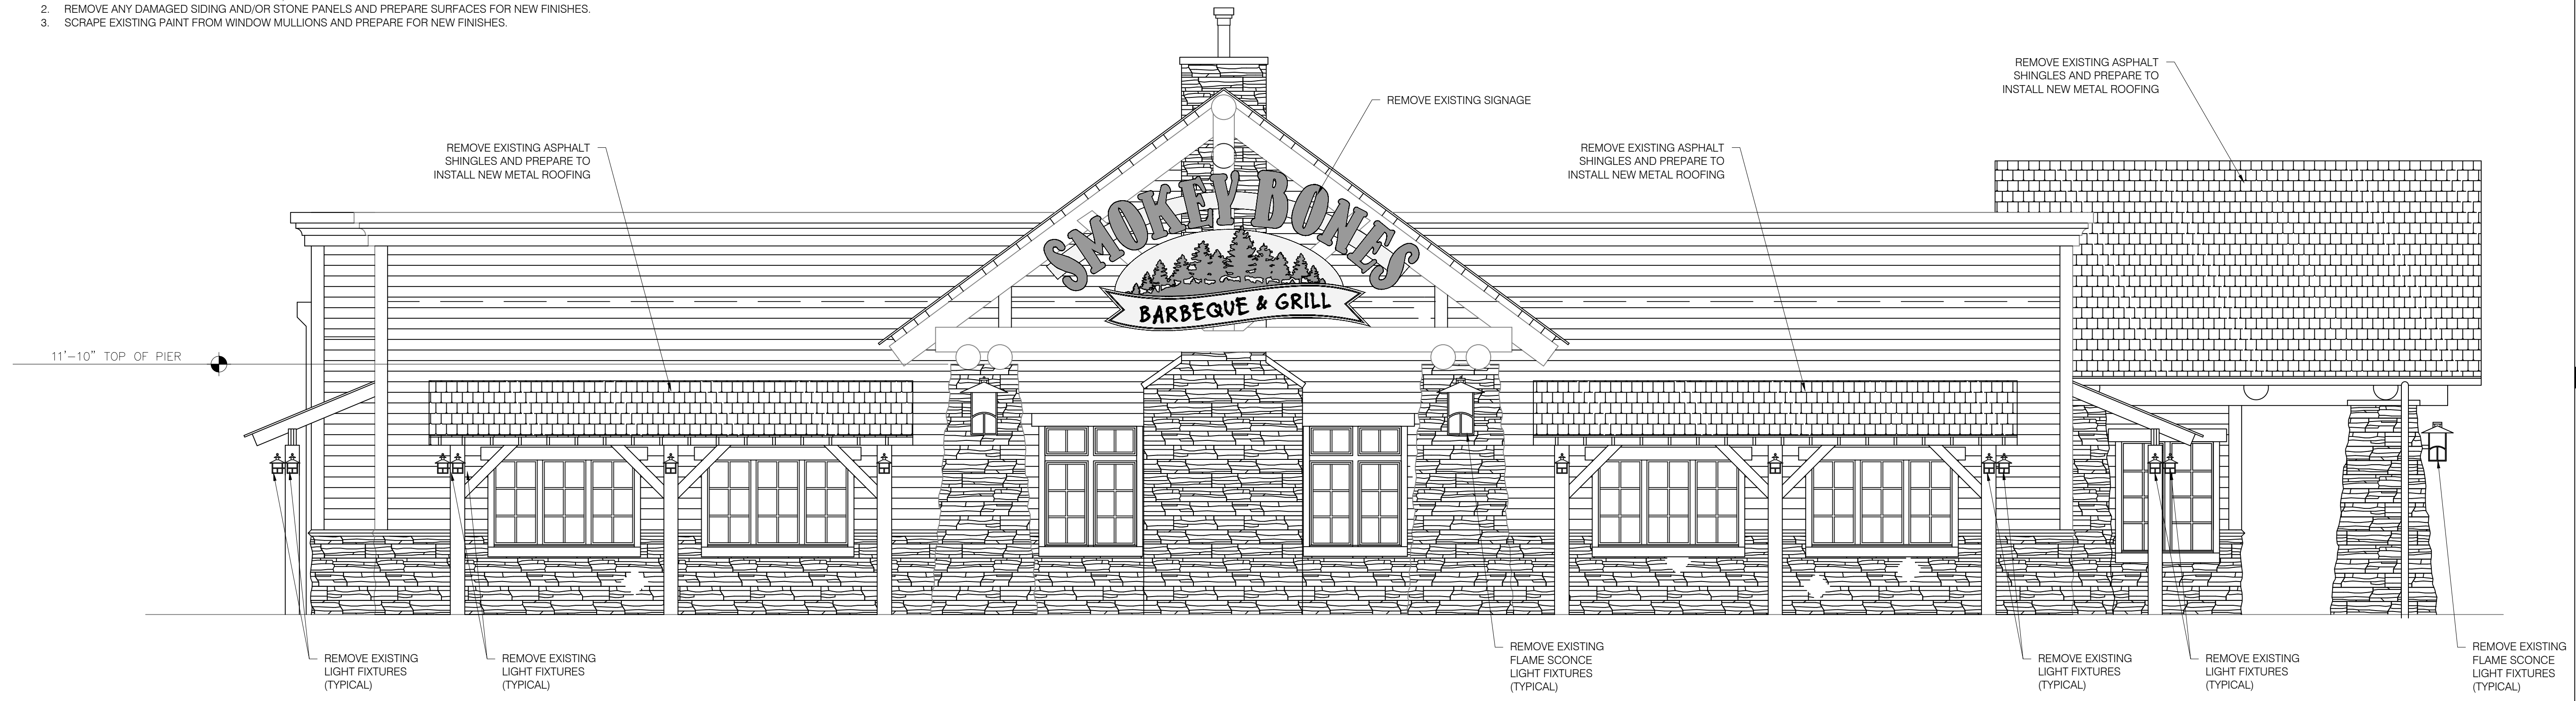 2. REMOVE ANY DAMAGED SIDING AND/OR STONE PANELS AND PREPARE SURFACES FOR NEW FINISHES.
3. SCRAPE EXISTING PAINT FROM WINDOW MULLIONS AND PREPARE FOR NEW FINISHES.
REMOVE EXISTING ASPHALT
SHINGLES AND PREPARE TO
INSTALL NEW METAL ROOFING
REMOVE EXISTING SIGNAGE
REMOVE EXISTING ASPHALT
SHINGLES AND PREPARE TO
INSTALL NEW METAL ROOFING
REMOVE EXISTING ASPHALT
SHINGLES AND PREPARE TO
INSTALL NEW METAL ROOFING
SMOKEY BONES
BARBEQUE & GRILL
11'-10" TOP OF PIER
REMOVE EXISTING
LIGHT FIXTURES
(TYPICAL)
REMOVE EXISTING
LIGHT FIXTURES
(TYPICAL)
REMOVE EXISTING
FLAME SCONCE
LIGHT FIXTURES
(TYPICAL)
REMOVE EXISTING
LIGHT FIXTURES
(TYPICAL)
REMOVE EXISTING
LIGHT FIXTURES
(TYPICAL)
REMOVE EXISTING
FLAME SCONCE
LIGHT FIXTURES
(TYPICAL)